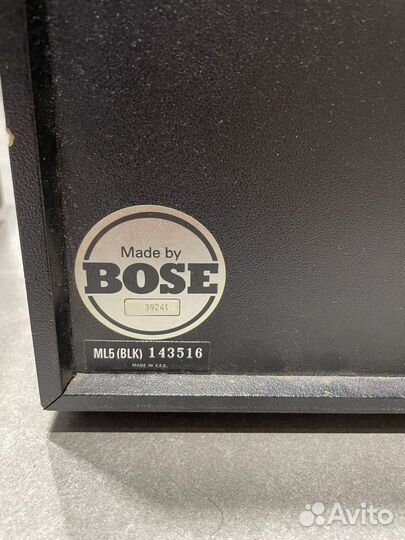 Made by
BOSE
39241
ML5 (BLK) 143516
MADE IN E.E.C.
Avito